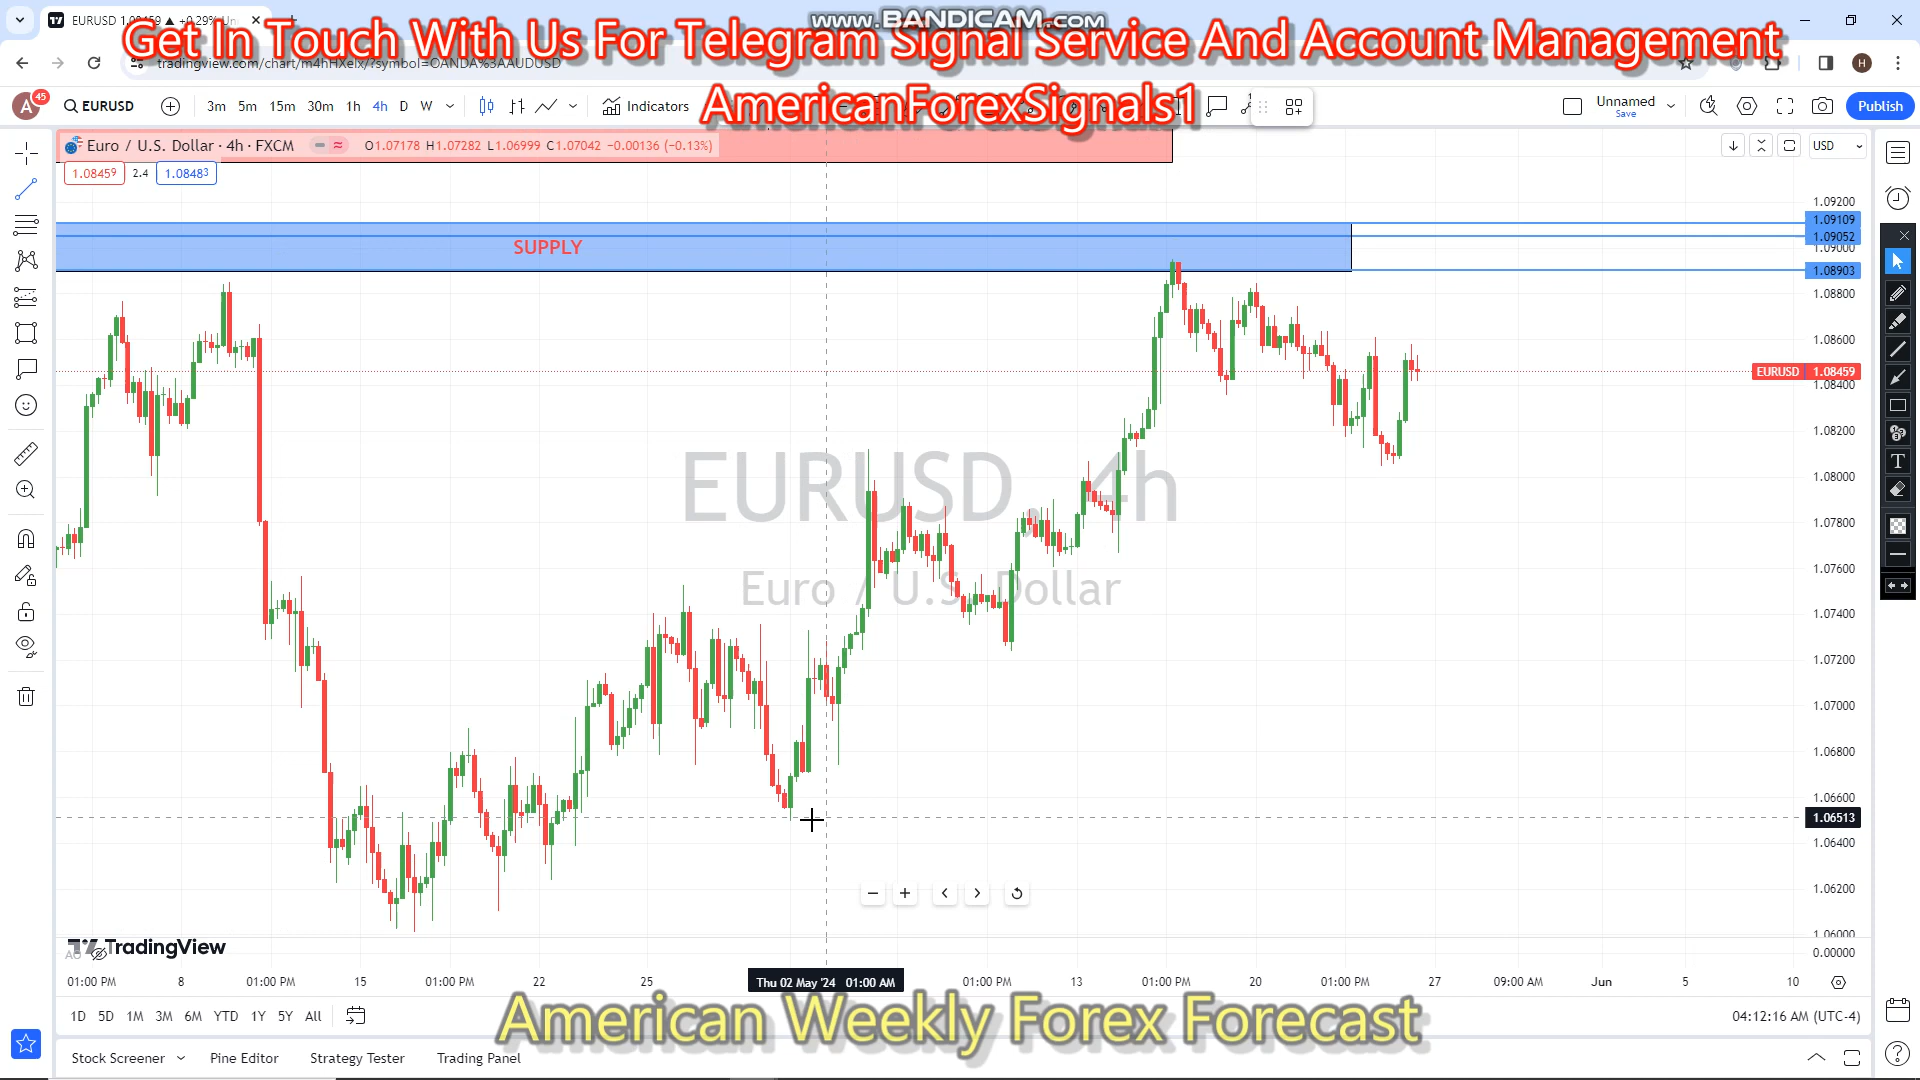 EURUSD 1.08459 ▲ +0.29% Un
www.BANDICAM.com
Get In Touch With Us For Telegram Signal Service And Account Management
tradingview.com/chart/m4hHXelx/?symbol=OANDA%3AAUDUSD
H
A 45 EURUSD 3m 5m 15m 30m 1h 4h D W Indicators
AmericanForexSignals1
Unnamed
Save
Publish
Euro / U.S. Dollar · 4h · FXCM O1.07178 H1.07282 L1.06999 C1.07042 −0.00136 (−0.13%)
USD
1.08459 2.4 1.08483
1.09200
1.09109
1.09052
1.09000
SUPPLY
1.08903
1.08800
1.08600
EURUSD 1.08459
1.08400
1.08200
EURUSD, 4h
1.08000
1.07800
1.07600
Euro / U.S. Dollar
1.07400
1.07200
1.07000
1.06800
1.06600
1.06513
1.06400
1.06200
1.06000
TradingView
0.00000
01:00 PM 8 01:00 PM 15 01:00 PM 22 25 Thu 02 May '24 01:00 AM 01:00 PM 13 01:00 PM 20 01:00 PM 27 09:00 AM Jun 5 10
1D 5D 1M 3M 6M YTD 1Y 5Y All
American Weekly Forex Forecast
04:12:16 AM (UTC-4)
Stock Screener Pine Editor Strategy Tester Trading Panel